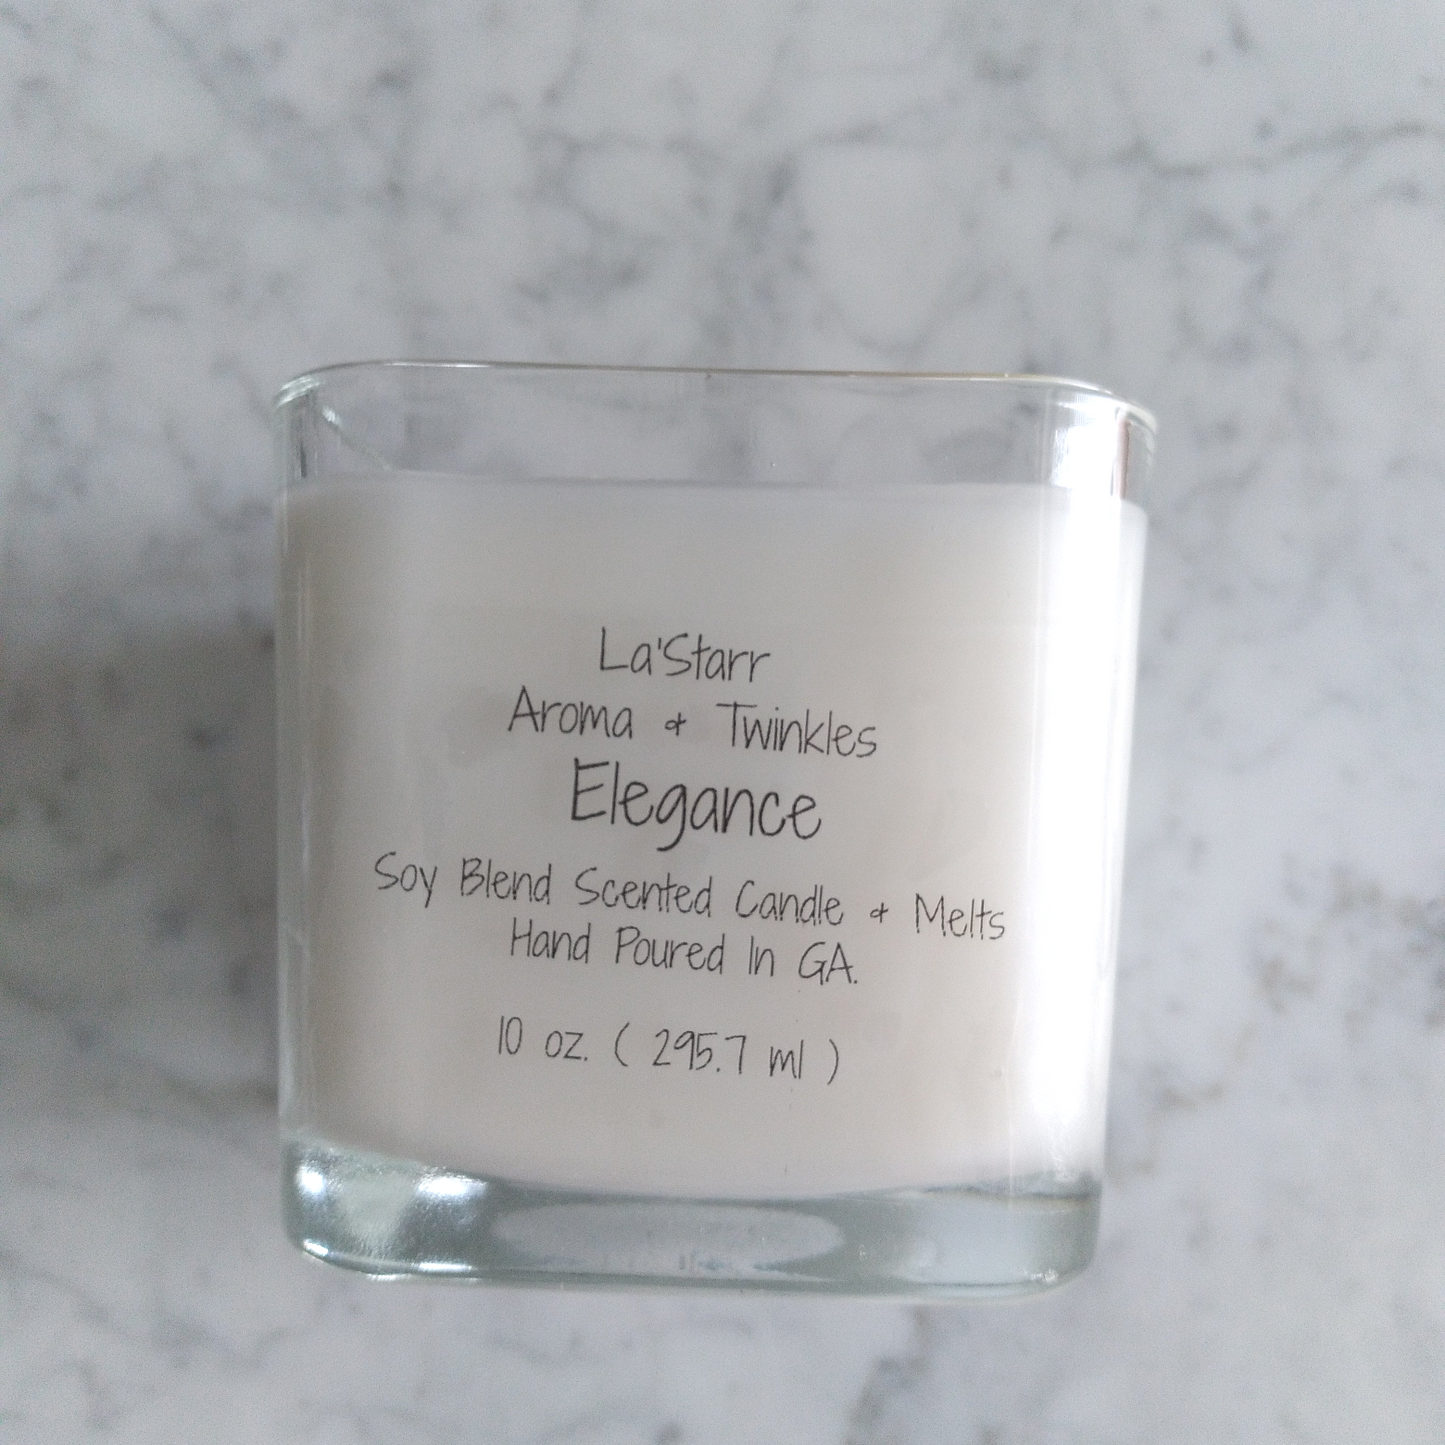 La'Starr
Aroma & Twinkles
Elegance
Soy Blend Scented Candle & Melts
Hand Poured In GA.
10 oz. ( 295.7 ml )